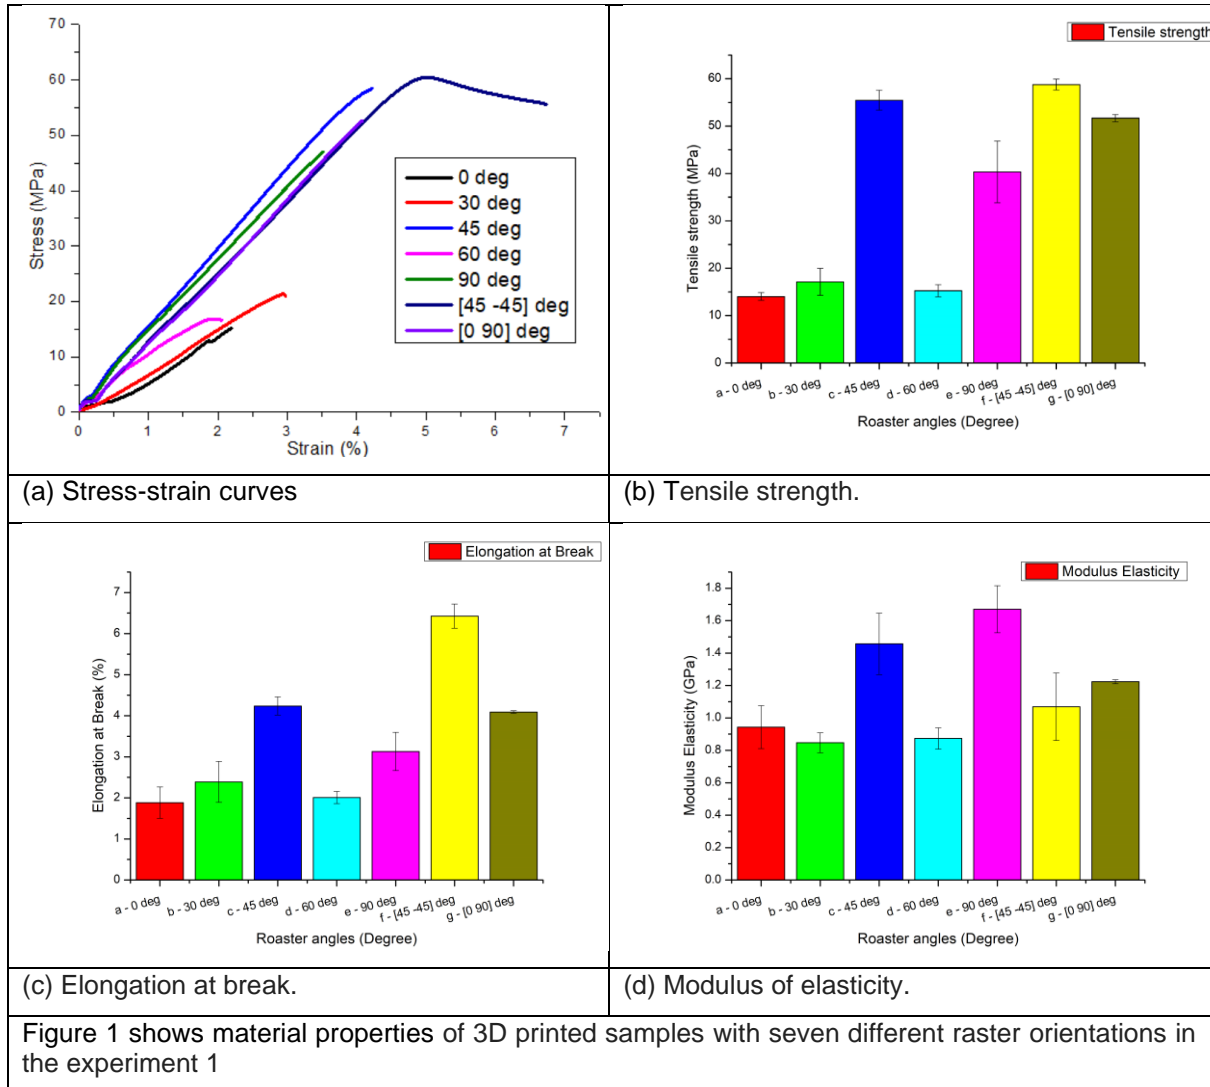 70
60
50
40
30
20
10
0
Stress (MPa)
0 deg
30 deg
45 deg
60 deg
90 deg
[45 -45] deg
[0 90] deg
0 1 2 3 4 5 6 7
Strain (%)
(a) Stress-strain curves
Tensile strength
60
50
40
30
20
10
0
Tensile strength (MPa)
a - 0 deg
b - 30 deg
c - 45 deg
d - 60 deg
e - 90 deg
f - [45 -45] deg
g - [0 90] deg
Roaster angles (Degree)
(b) Tensile strength.
Elongation at Break
7
6
5
4
3
2
1
0
Elongation at Break (%)
a - 0 deg
b - 30 deg
c - 45 deg
d - 60 deg
e - 90 deg
f - [45 -45] deg
g - [0 90] deg
Roaster angles (Degree)
(c) Elongation at break.
Modulus Elasticity
1.8
1.6
1.4
1.2
1.0
0.8
0.6
0.4
0.2
0.0
Modulus Elasticity (GPa)
a - 0 deg
b - 30 deg
c - 45 deg
d - 60 deg
e - 90 deg
f - [45 -45] deg
g - [0 90] deg
Roaster angles (Degree)
(d) Modulus of elasticity.
Figure 1 shows material properties of 3D printed samples with seven different raster orientations in
the experiment 1